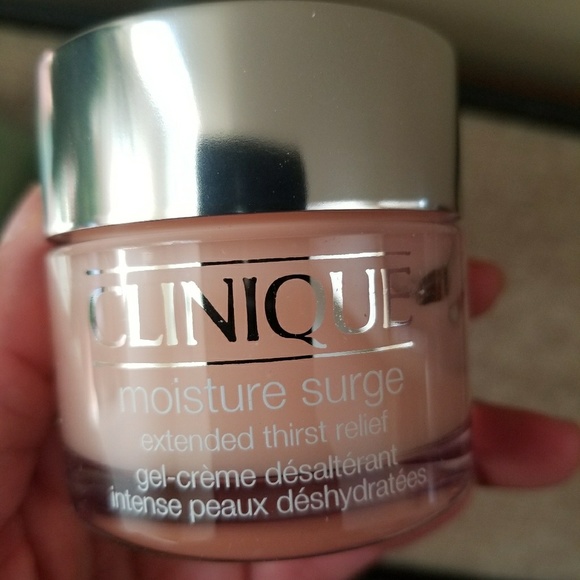 CLINIQUE
moisture surge
extended thirst relief
gel-crème désaltérant
intense peaux déshydratées